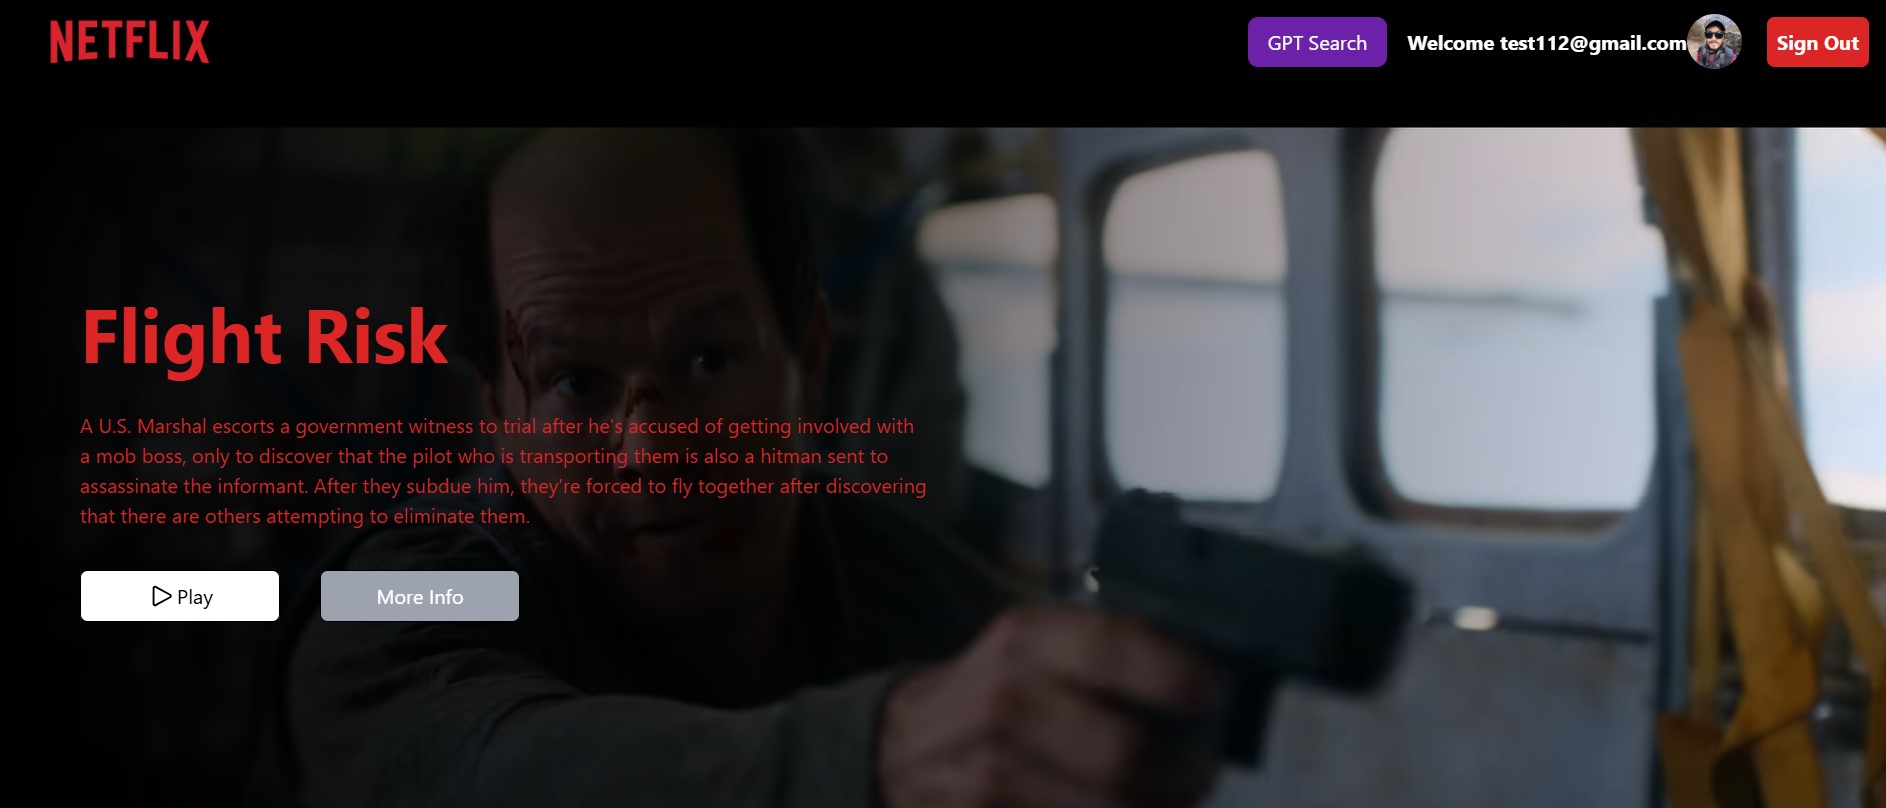 NETFLIX
GPT Search
Welcome test112@gmail.com
Sign Out
Flight Risk
A U.S. Marshal escorts a government witness to trial after he's accused of getting involved with
a mob boss, only to discover that the pilot who is transporting them is also a hitman sent to
assassinate the informant. After they subdue him, they're forced to fly together after discovering
that there are others attempting to eliminate them.
Play
More Info